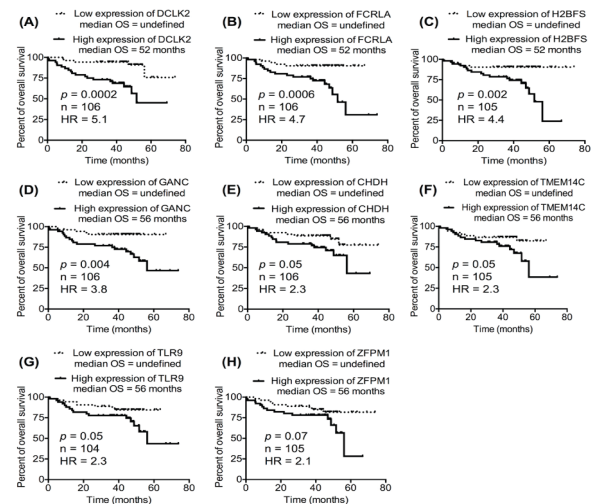 (A)
Low expression of DCLK2
median OS = undefined
High expression of DCLK2
median OS = 52 months
Percent of overall survival
100
75
50
25
0
p = 0.0002
n = 106
HR = 5.1
0 20 40 60 80
Time (months)
(B)
Low expression of FCRLA
median OS = undefined
High expression of FCRLA
median OS = 52 months
Percent of overall survival
100
75
50
25
0
p = 0.0006
n = 106
HR = 4.7
0 20 40 60 80
Time (months)
(C)
Low expression of H2BFS
median OS = undefined
High expression of H2BFS
median OS = 52 months
Percent of overall survival
100
75
50
25
0
p = 0.002
n = 105
HR = 4.4
0 20 40 60 80
Time (months)
(D)
Low expression of GANC
median OS = undefined
High expression of GANC
median OS = 56 months
Percent of overall survival
100
75
50
25
0
p = 0.004
n = 106
HR = 3.8
0 20 40 60 80
Time (months)
(E)
Low expression of CHDH
median OS = undefined
High expression of CHDH
median OS = 56 months
Percent of overall survival
100
75
50
25
0
p = 0.05
n = 106
HR = 2.3
0 20 40 60 80
Time (months)
(F)
Low expression of TMEM14C
median OS = undefined
High expression of TMEM14C
median OS = 56 months
Percent of overall survival
100
75
50
25
0
p = 0.05
n = 105
HR = 2.3
0 20 40 60 80
Time (months)
(G)
Low expression of TLR9
median OS = undefined
High expression of TLR9
median OS = 56 months
Percent of overall survival
100
75
50
25
0
p = 0.05
n = 104
HR = 2.3
0 20 40 60 80
Time (months)
(H)
Low expression of ZFPM1
median OS = undefined
High expression of ZFPM1
median OS = 56 months
Percent of overall survival
100
75
50
25
0
p = 0.07
n = 105
HR = 2.1
0 20 40 60 80
Time (months)